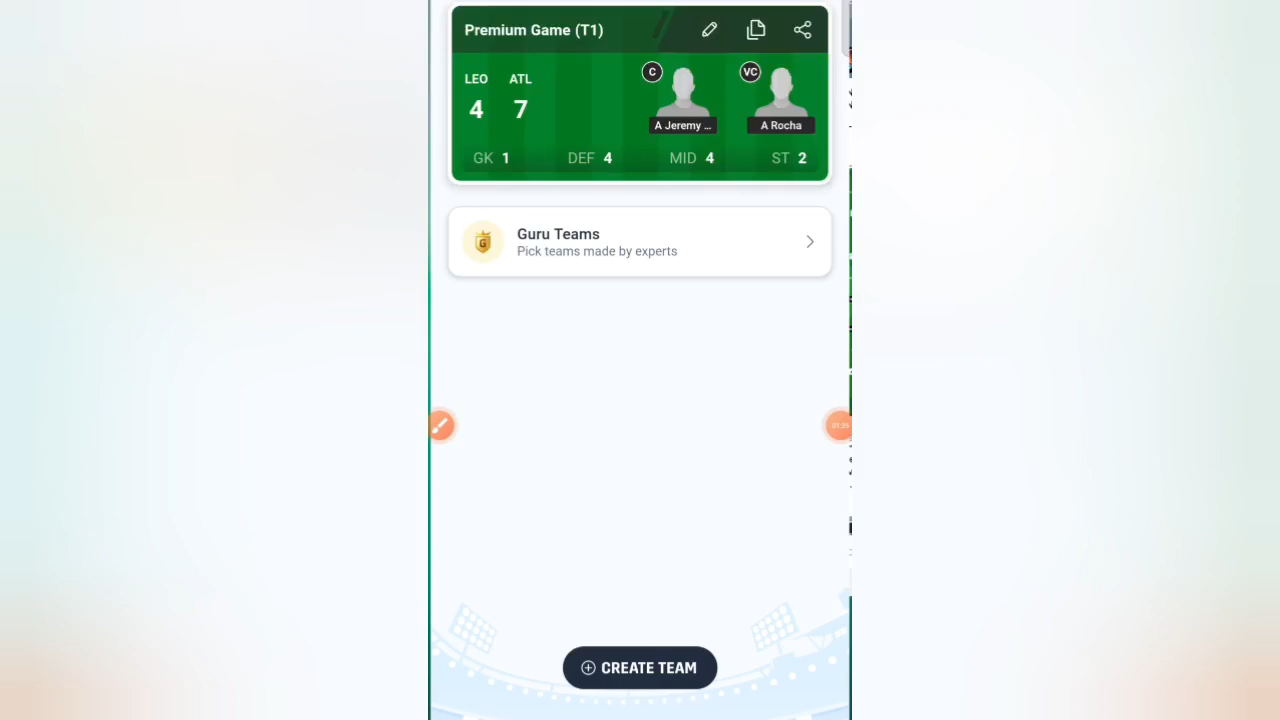 Premium Game (T1)
LEO ATL
4 7
C VC
A Jeremy ... A Rocha
GK 1 DEF 4 MID 4 ST 2
G
Guru Teams
Pick teams made by experts
CREATE TEAM